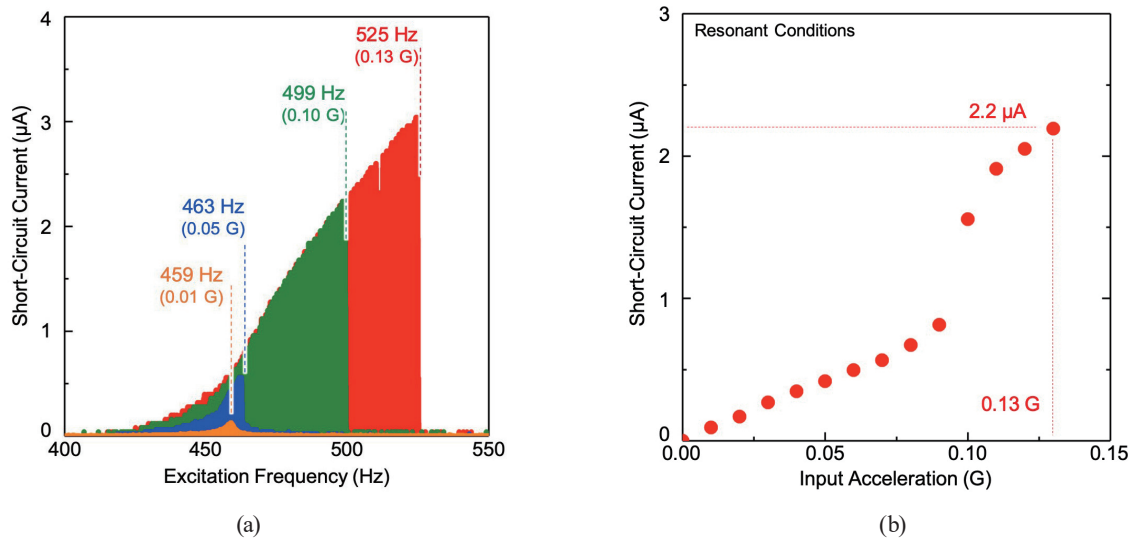 4
3
2
1
0
Short-Circuit Current (µA)
525 Hz
(0.13 G)
499 Hz
(0.10 G)
463 Hz
(0.05 G)
459 Hz
(0.01 G)
400
450
500
550
Excitation Frequency (Hz)
(a)
3
2
1
0
Short-Circuit Current (µA)
Resonant Conditions
2.2 µA
0.13 G
0.00
0.05
0.10
0.15
Input Acceleration (G)
(b)